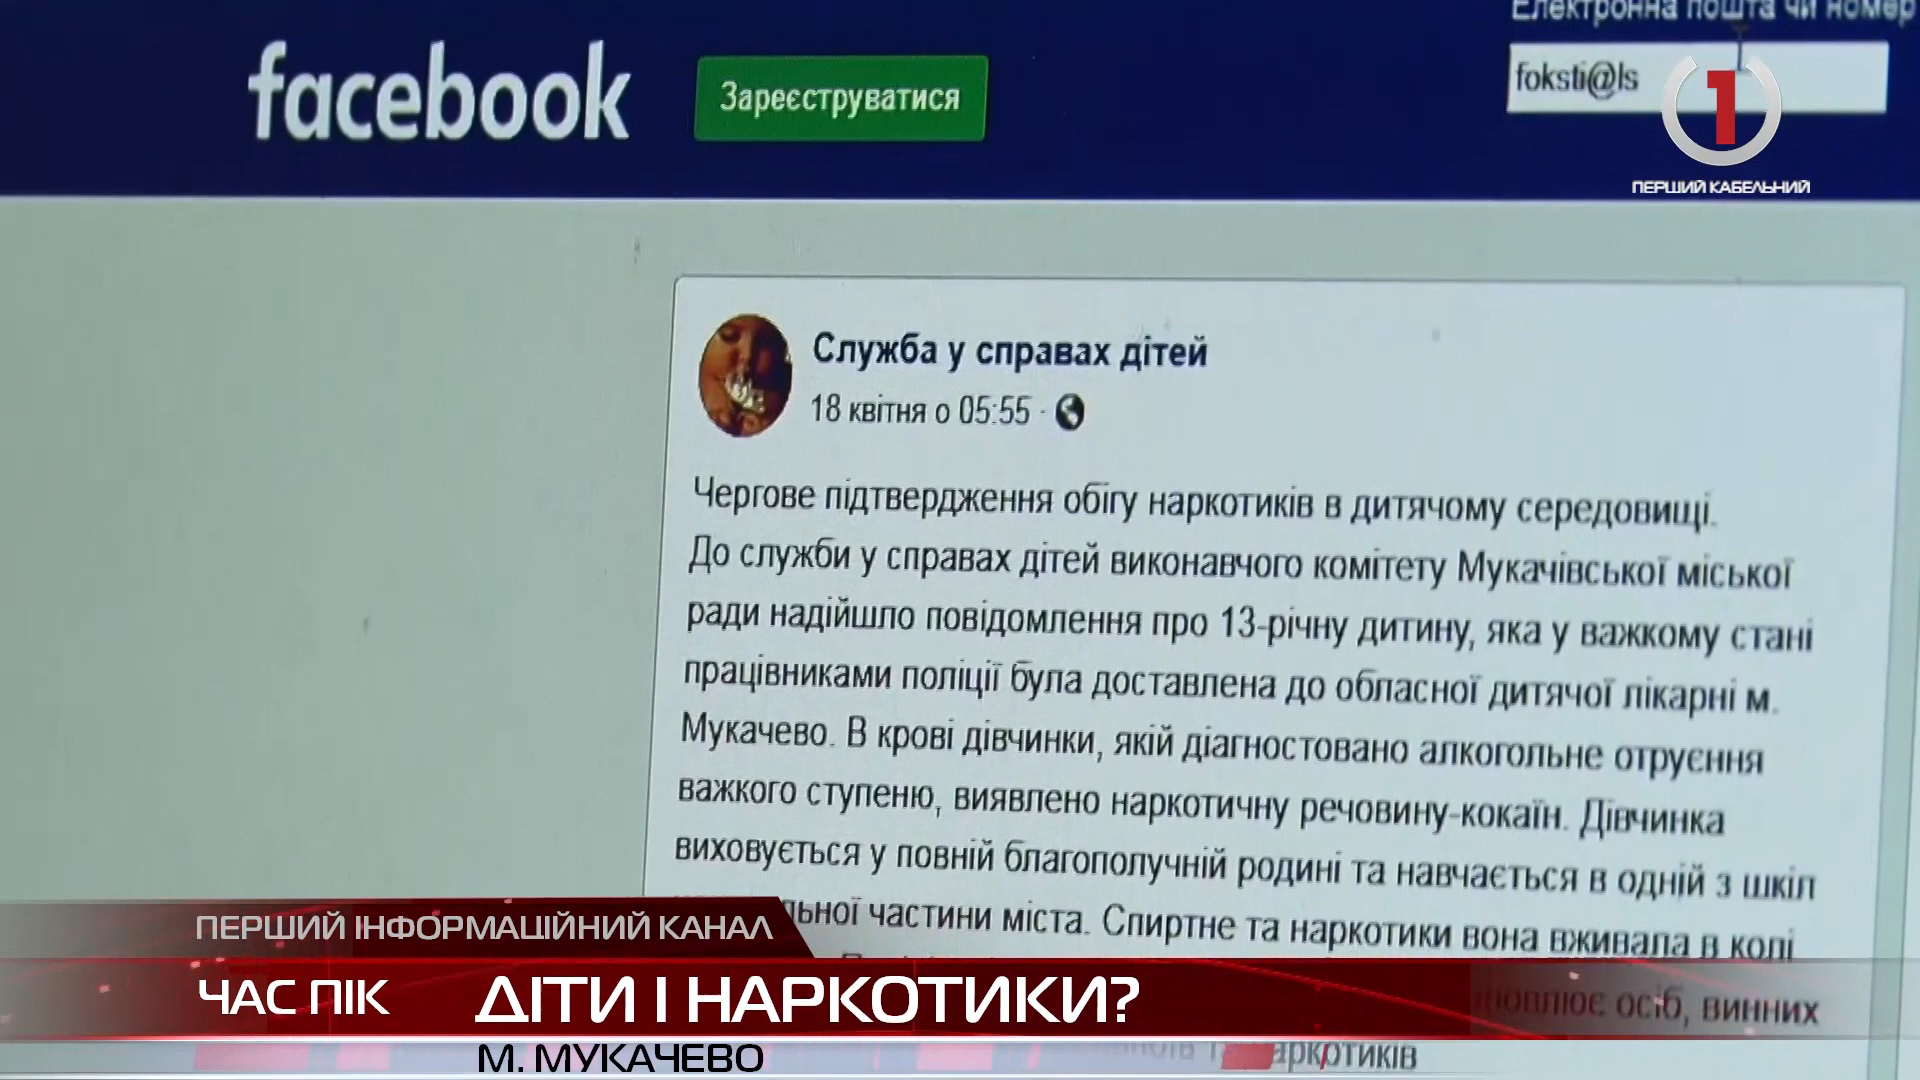 Електронна пошта чи номер
facebook
Зареєструватися
foksti@ls
1
ПЕРШИЙ КАБЕЛЬНИЙ
Служба у справах дітей
18 квітня о 05:55 ·
Чергове підтвердження обігу наркотиків в дитячому середовищі.
До служби у справах дітей виконавчого комітету Мукачівської міської
ради надійшло повідомлення про 13-річну дитину, яка у важкому стані
працівниками поліції була доставлена до обласної дитячої лікарні м.
Мукачево. В крові дівчинки, якій діагностовано алкогольне отруєння
важкого ступеню, виявлено наркотичну речовину-кокаїн. Дівчинка
виховується у повній благополучній родині та навчається в одній з шкіл
частини міста. Спиртне та наркотики вона вживала в колі
осіб, винних
ПЕРШИЙ ІНФОРМАЦІЙНИЙ КАНАЛ
ЧАС ПІК
ДІТИ І НАРКОТИКИ?
М. МУКАЧЕВО